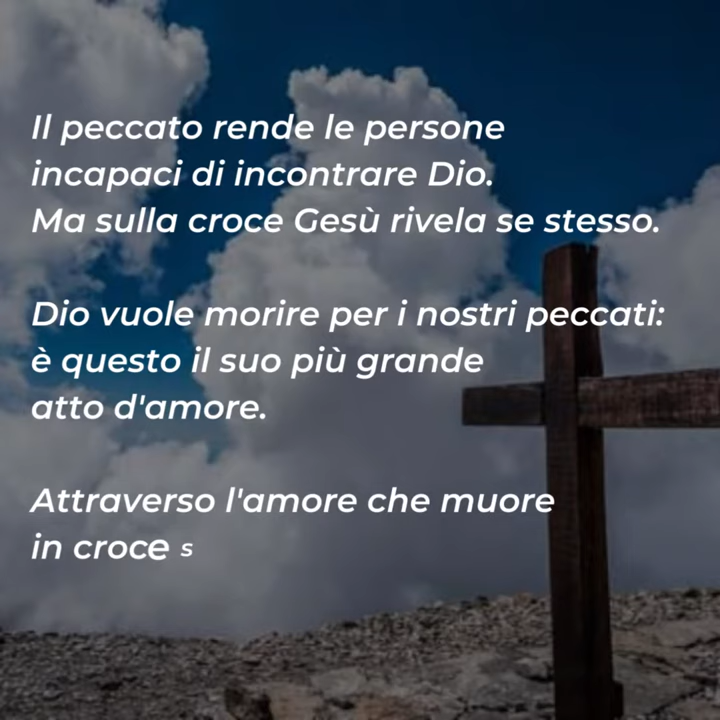 Il peccato rende le persone
incapaci di incontrare Dio.
Ma sulla croce Gesù rivela se stesso.
Dio vuole morire per i nostri peccati:
è questo il suo più grande
atto d'amore.
Attraverso l'amore che muore
in croce s